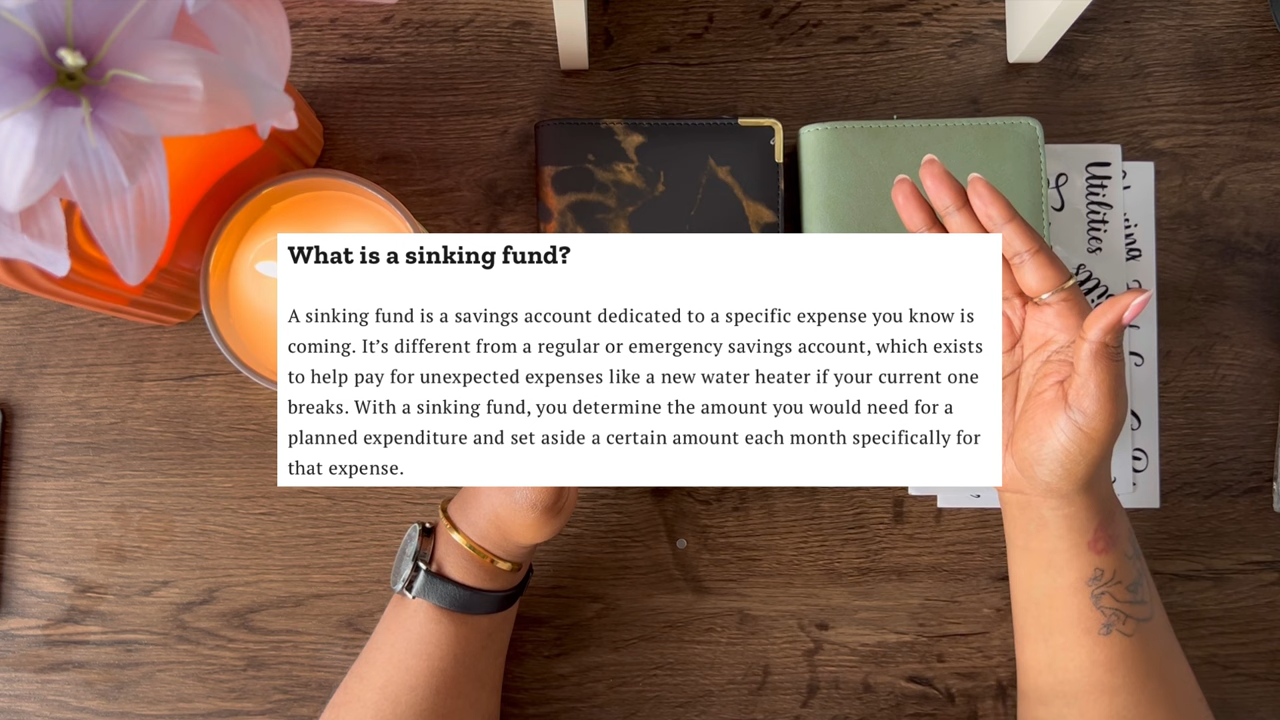 What is a sinking fund?
A sinking fund is a savings account dedicated to a specific expense you know is
coming. It’s different from a regular or emergency savings account, which exists
to help pay for unexpected expenses like a new water heater if your current one
breaks. With a sinking fund, you determine the amount you would need for a
planned expenditure and set aside a certain amount each month specifically for
that expense.
Utilities